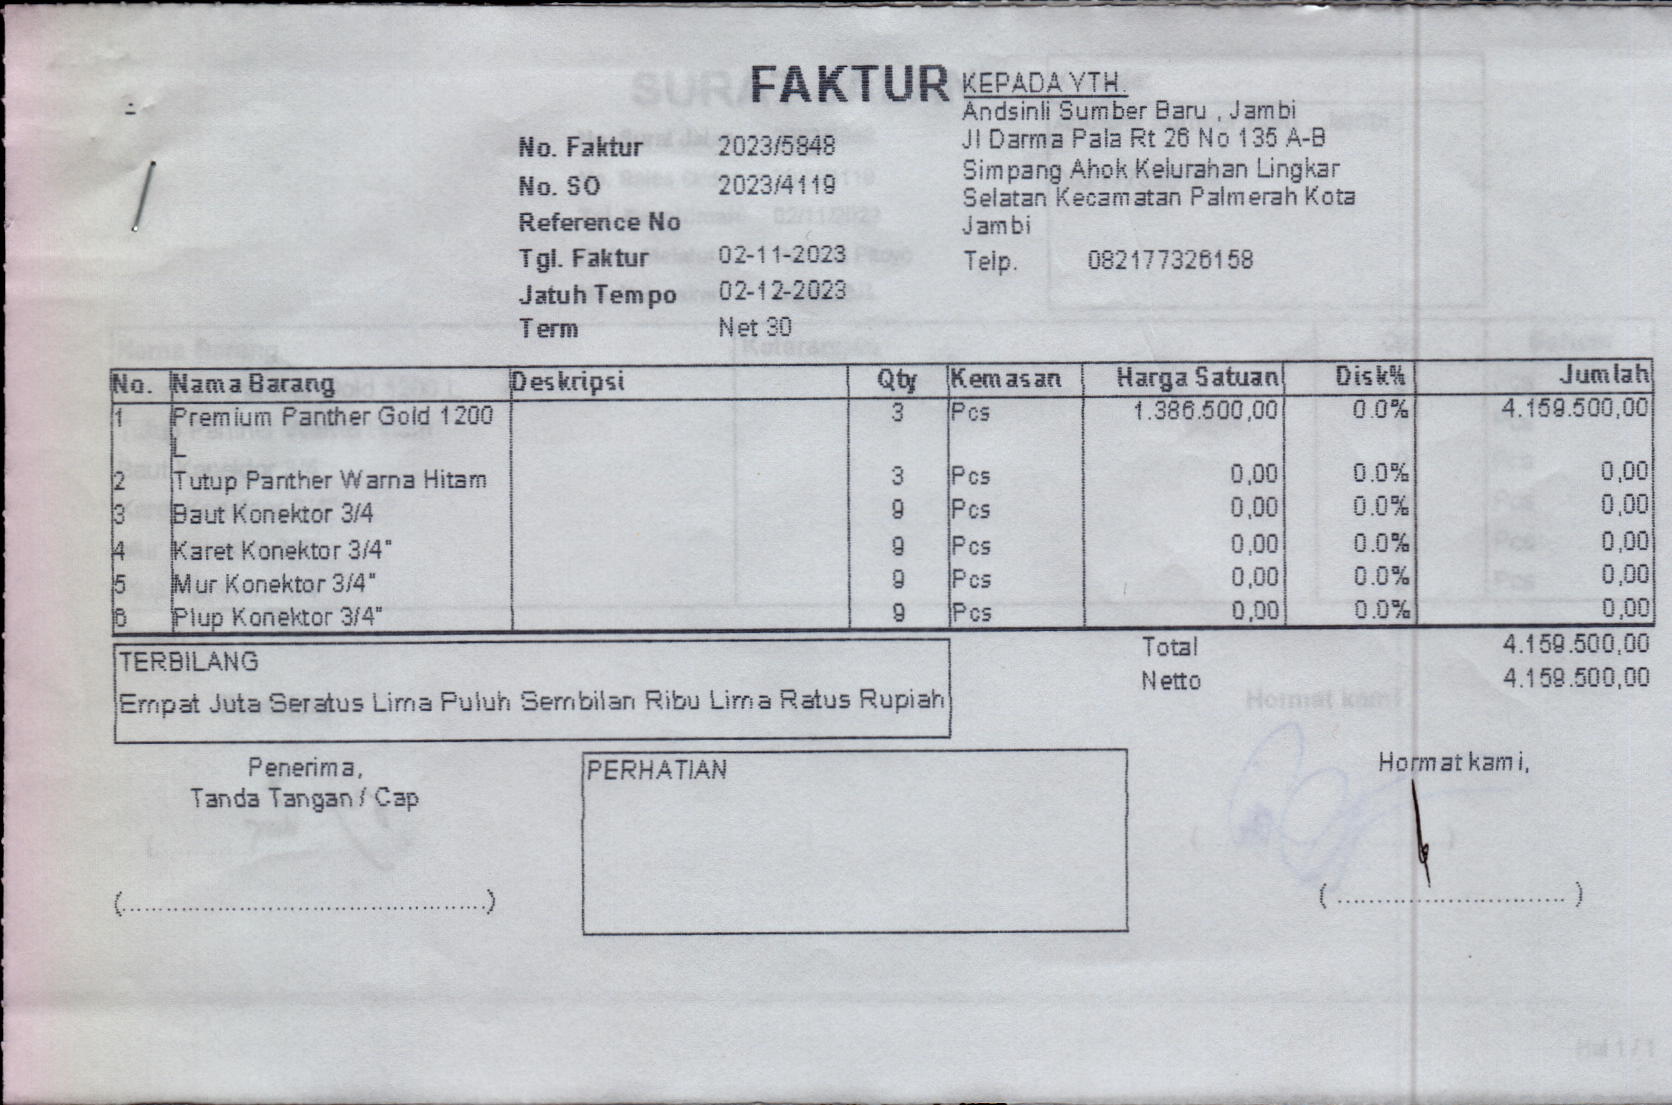 FAKTUR
KEPADA YTH.
Andsinli Sumber Baru , Jambi
Jl Darma Pala Rt 26 No 135 A-B
Simpang Ahok Kelurahan Lingkar
Selatan Kecamatan Palmerah Kota
Jambi
Telp. 082177326158
No. Faktur 2023/5848
No. SO 2023/4119
Reference No
Tgl. Faktur 02-11-2023
Jatuh Tempo 02-12-2023
Term Net 30
No. Nama Barang Deskripsi Qty Kemasan Harga Satuan Disk% Jumlah
1 Premium Panther Gold 1200 3 Pcs 1.386.500,00 0.0% 4.159.500,00
L
2 Tutup Panther Warna Hitam 3 Pcs 0,00 0.0% 0,00
3 Baut Konektor 3/4 9 Pcs 0,00 0.0% 0,00
4 Karet Konektor 3/4" 9 Pcs 0,00 0.0% 0,00
5 Mur Konektor 3/4" 9 Pcs 0,00 0.0% 0,00
6 Plup Konektor 3/4" 9 Pcs 0,00 0.0% 0,00
Total 4.159.500,00
Netto 4.159.500,00
TERBILANG
Empat Juta Seratus Lima Puluh Sembilan Ribu Lima Ratus Rupiah
Penerima,
Tanda Tangan / Cap
(..............................................)
PERHATIAN
Hormat kami,
(.............................)
Hal 1 / 1